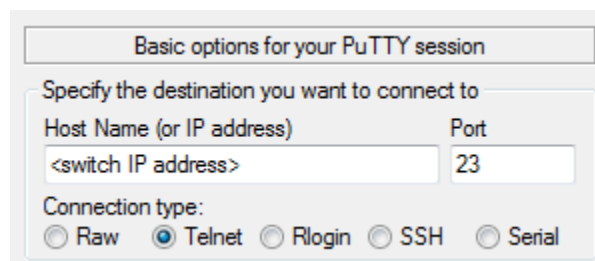 Basic options for your PuTTY session
Specify the destination you want to connect to
Host Name (or IP address) Port
<switch IP address> 23
Connection type:
Raw Telnet Rlogin SSH Serial